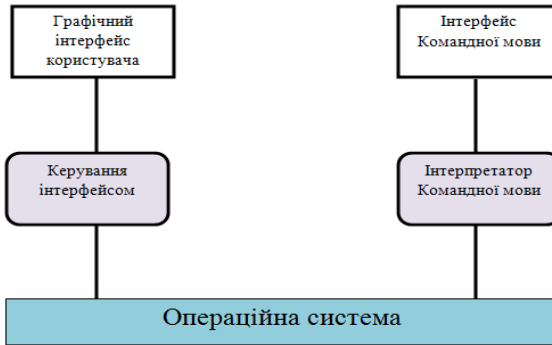 Графічний
інтерфейс
користувача
Інтерфейс
Командної мови
Керування
інтерфейсом
Інтерпретатор
Командної мови
Операційна система